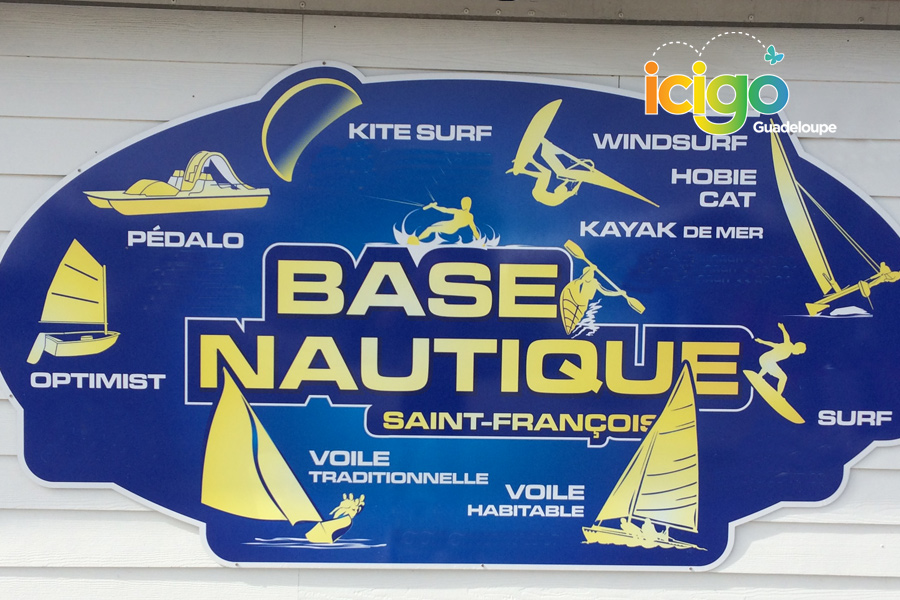 icigo
Guadeloupe
KITE SURF
WINDSURF
HOBIE
CAT
KAYAK DE MER
PÉDALO
BASE
NAUTIQUE
SAINT-FRANÇOIS
OPTIMIST
SURF
VOILE
TRADITIONNELLE
VOILE
HABITABLE